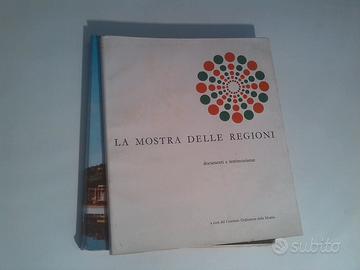 LA MOSTRA DELLE REGIONI
documenti e testimonianze
a cura del Comitato Ordinatore della Mostra
subito